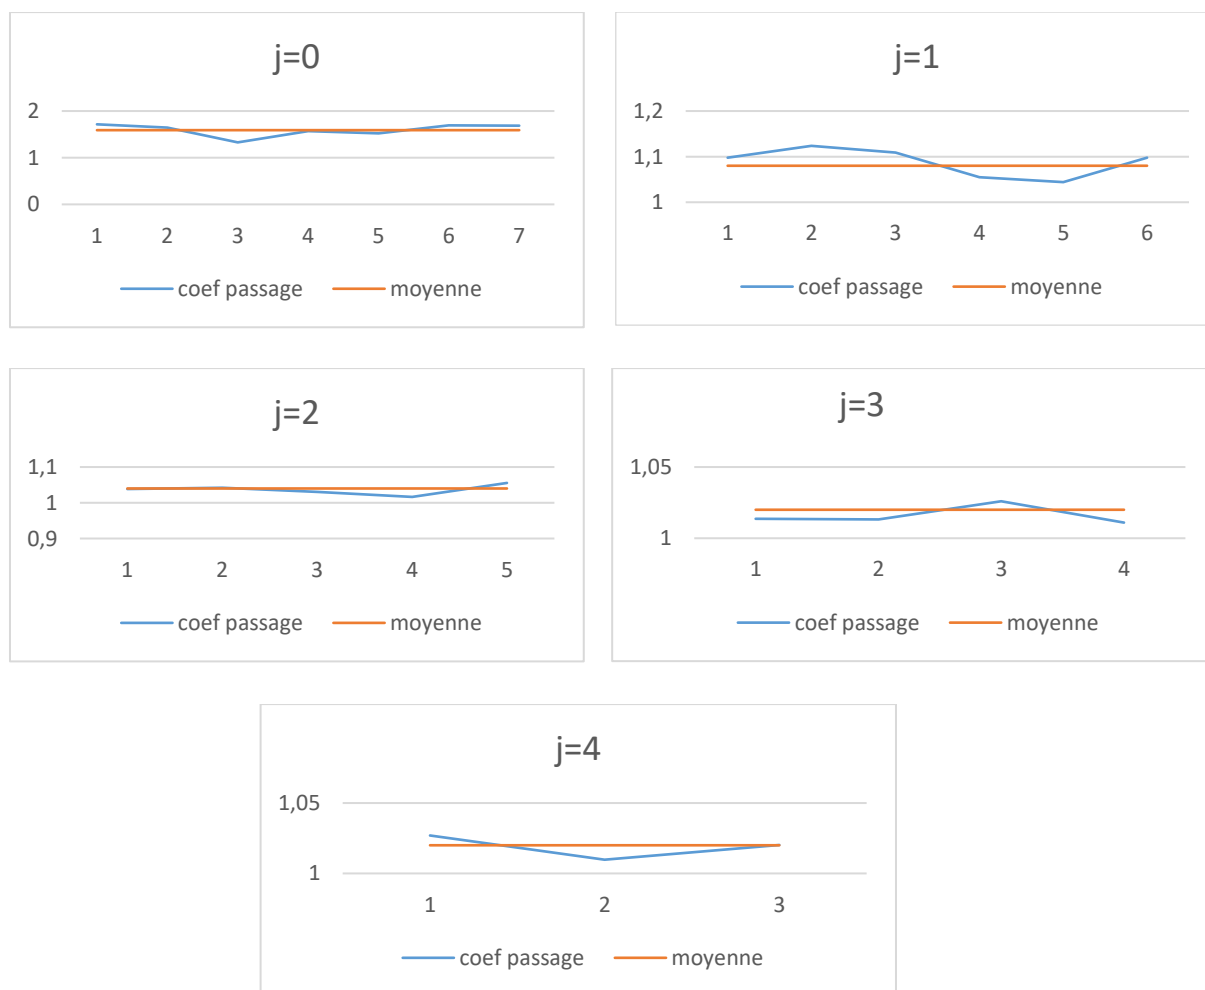 j=0
2
1
0
1 2 3 4 5 6 7
coef passage moyenne
j=1
1,2
1,1
1
1 2 3 4 5 6
coef passage moyenne
j=2
1,1
1
0,9
1 2 3 4 5
coef passage moyenne
j=3
1,05
1
1 2 3 4
coef passage moyenne
j=4
1,05
1
1 2 3
coef passage moyenne